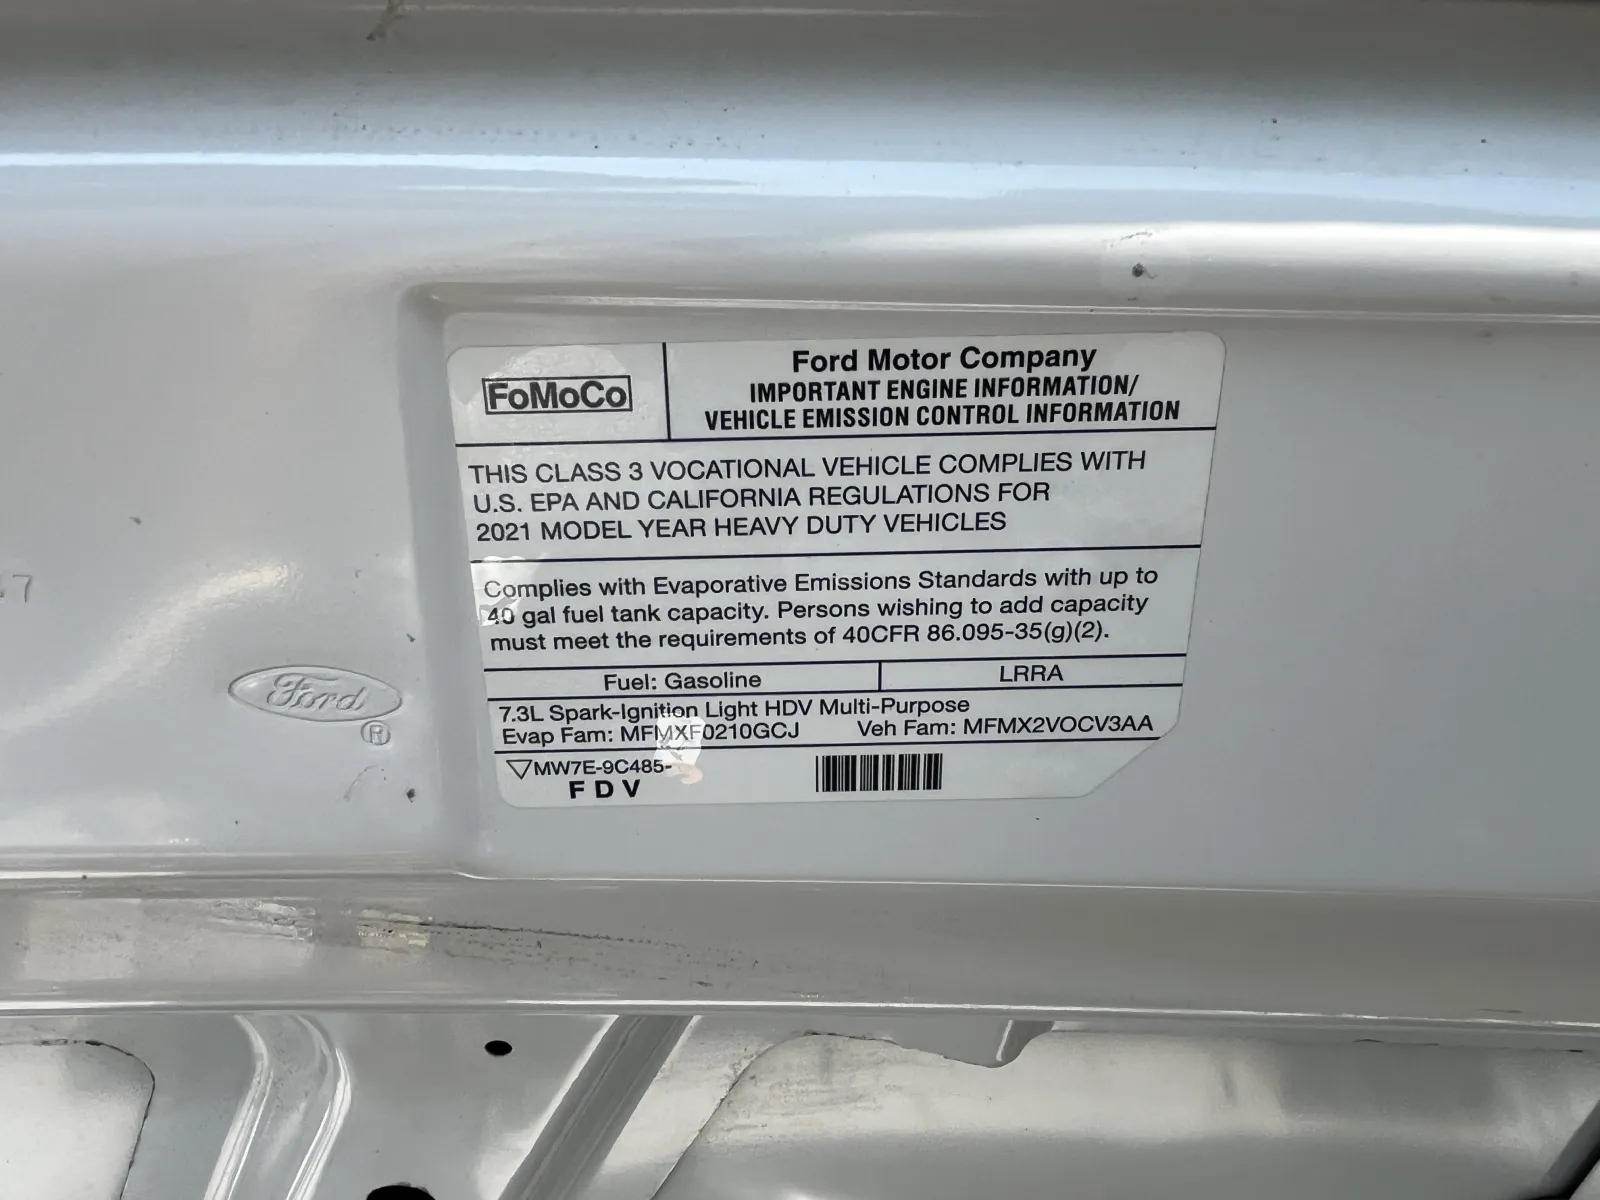 FoMoCo
Ford Motor Company
IMPORTANT ENGINE INFORMATION/
VEHICLE EMISSION CONTROL INFORMATION
THIS CLASS 3 VOCATIONAL VEHICLE COMPLIES WITH
U.S. EPA AND CALIFORNIA REGULATIONS FOR
2021 MODEL YEAR HEAVY DUTY VEHICLES
Complies with Evaporative Emissions Standards with up to
40 gal fuel tank capacity. Persons wishing to add capacity
must meet the requirements of 40CFR 86.095-35(g)(2).
Fuel: Gasoline
LRRA
7.3L Spark-Ignition Light HDV Multi-Purpose
Evap Fam: MFMXF0210GCJ Veh Fam: MFMX2VOCV3AA
MW7E-9C485-
F D V
Ford
®